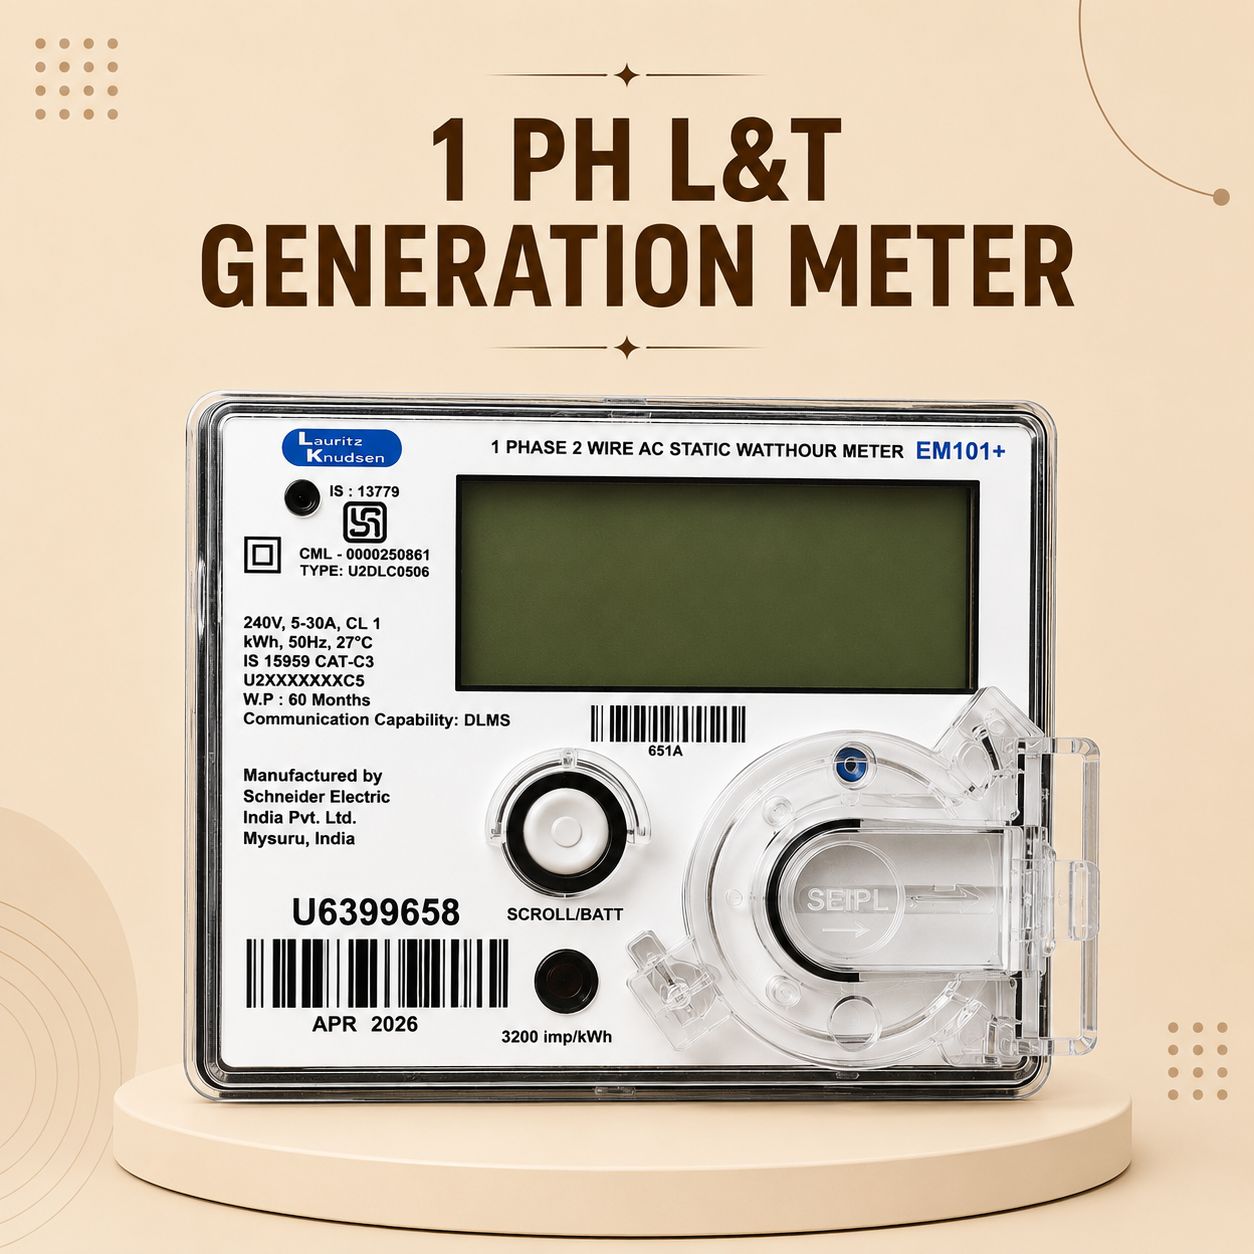 1 PH L&T
GENERATION METER
Lauritz
Knudsen
1 PHASE 2 WIRE AC STATIC WATTHOUR METER EM101+
IS : 13779
CML - 0000250861
TYPE: U2DLC0506
240V, 5-30A, CL 1
kWh, 50Hz, 27°C
IS 15959 CAT-C3
U2XXXXXXXC5
W.P : 60 Months
Communication Capability: DLMS
651A
Manufactured by
Schneider Electric
India Pvt. Ltd.
Mysuru, India
SEIPL
U6399658
SCROLL/BATT
APR 2026
3200 imp/kWh